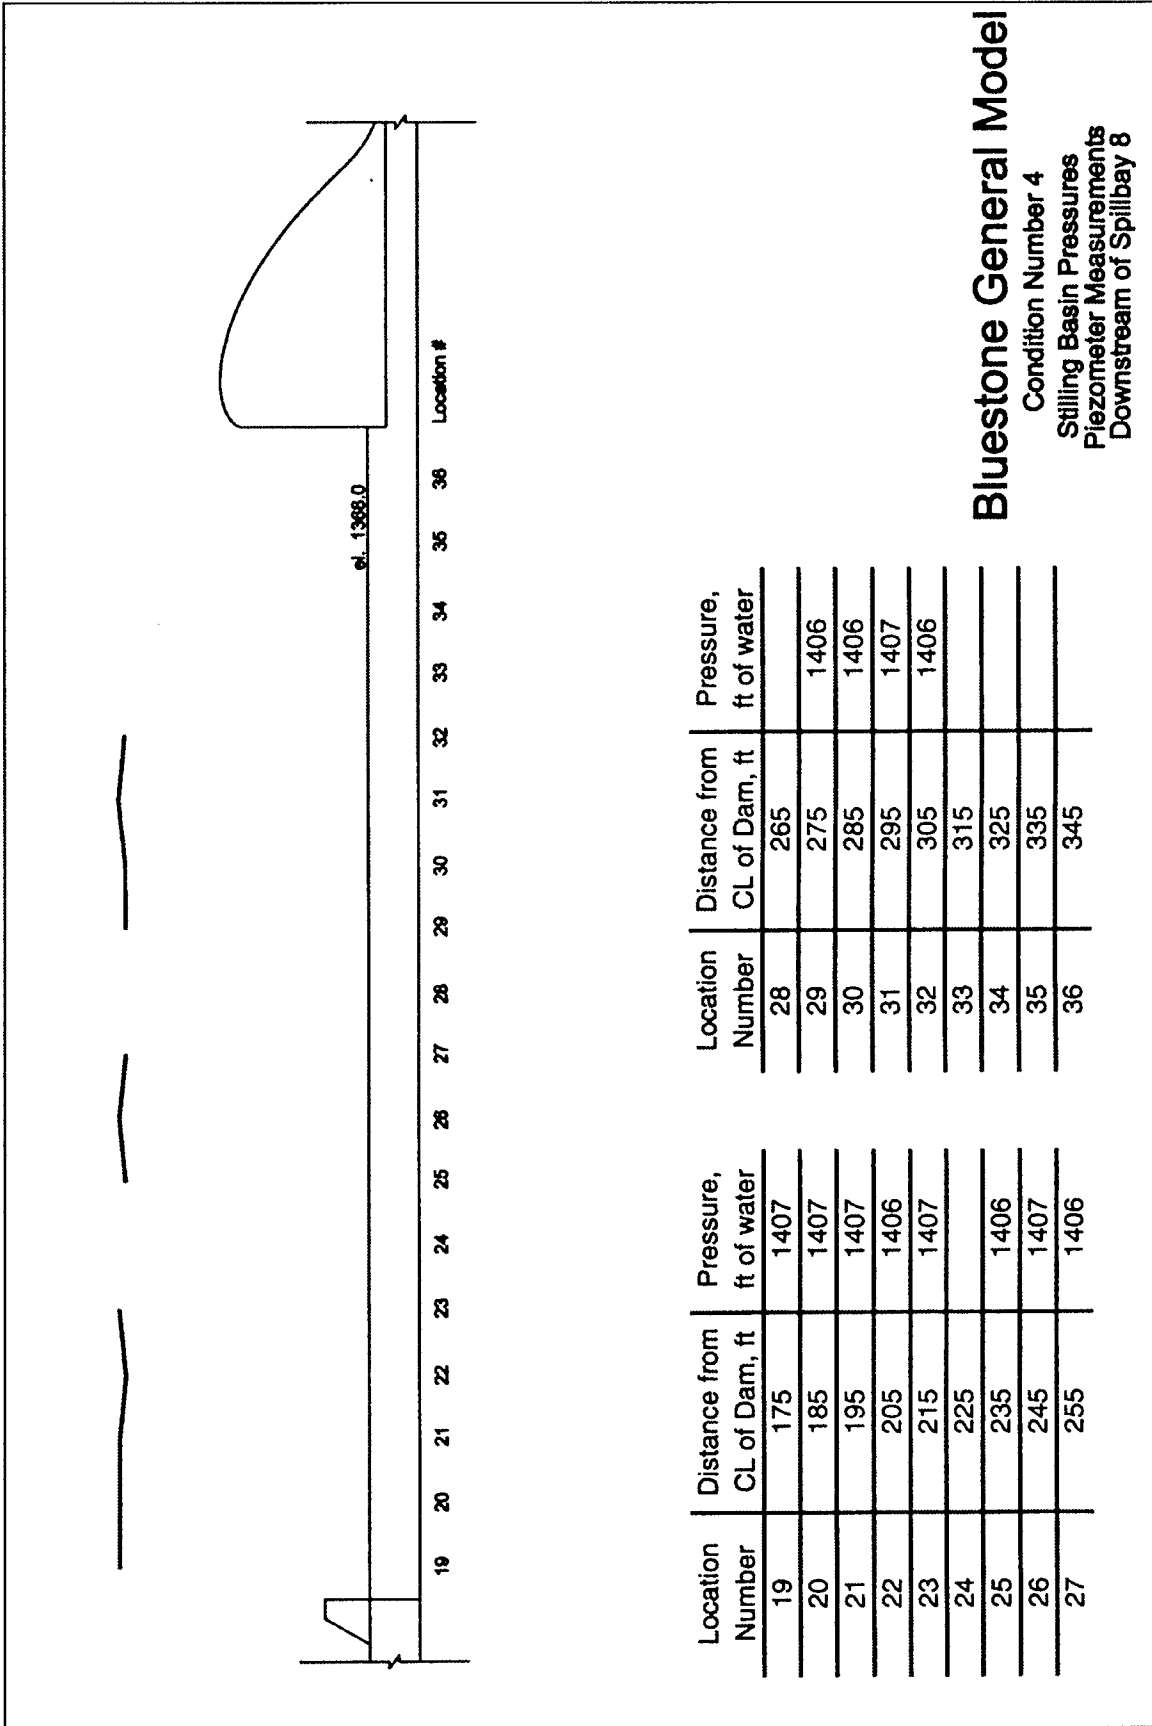 el. 1368.0
19 20 21 22 23 24 25 26 27 28 29 30 31 32 33 34 35 36 Location #
Location Number Distance from CL of Dam, ft Pressure, ft of water
19 175 1407
20 185 1407
21 195 1407
22 205 1406
23 215 1407
24 225
25 235 1406
26 245 1407
27 255 1406
Location Number Distance from CL of Dam, ft Pressure, ft of water
28 265
29 275 1406
30 285 1406
31 295 1407
32 305 1406
33 315
34 325
35 335
36 345
Bluestone General Model
Condition Number 4
Stilling Basin Pressures
Piezometer Measurements
Downstream of Spillbay 8